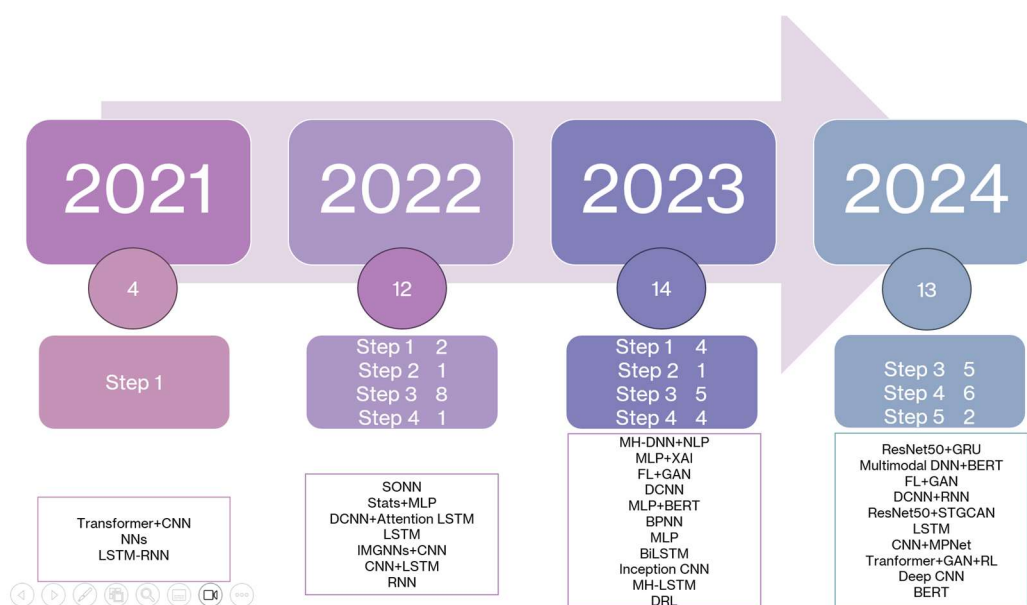 2021
2022
2023
2024
4
12
14
13
Step 1
Step 1 2
Step 2 1
Step 3 8
Step 4 1
Step 1 4
Step 2 1
Step 3 5
Step 4 4
Step 3 5
Step 4 6
Step 5 2
Transformer+CNN
NNs
LSTM-RNN
SONN
Stats+MLP
DCNN+Attention LSTM
LSTM
IMGNNs+CNN
CNN+LSTM
RNN
MH-DNN+NLP
MLP+XAI
FL+GAN
DCNN
MLP+BERT
BPNN
MLP
BiLSTM
Inception CNN
MH-LSTM
DRL
ResNet50+GRU
Multimodal DNN+BERT
FL+GAN
DCNN+RNN
ResNet50+STGCAN
LSTM
CNN+MPNet
Tranformer+GAN+RL
Deep CNN
BERT